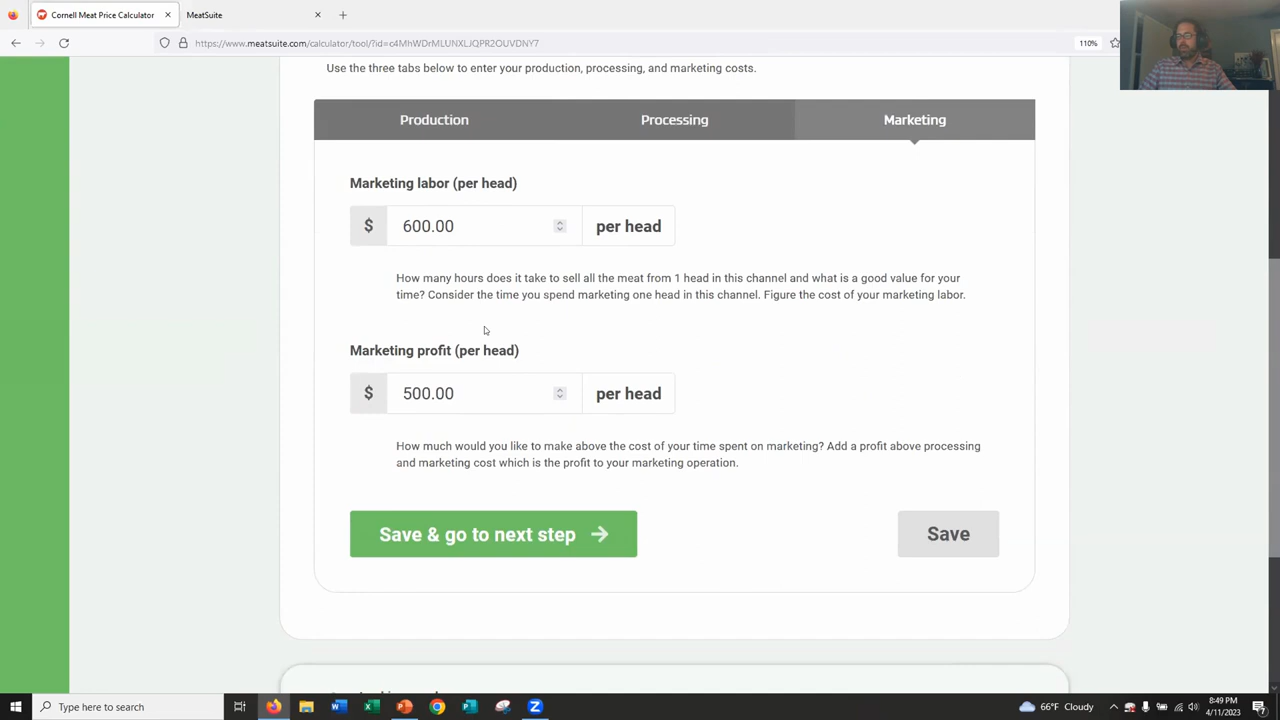 Cornell Meat Price Calculator
MeatSuite
https://www.meatsuite.com/calculator/tool/?id=c4MhWDrMLUNXLJQPR2OUVDNY7
110%
Use the three tabs below to enter your production, processing, and marketing costs.
Production
Processing
Marketing
Marketing labor (per head)
$ 600.00 per head
How many hours does it take to sell all the meat from 1 head in this channel and what is a good value for your
time? Consider the time you spend marketing one head in this channel. Figure the cost of your marketing labor.
Marketing profit (per head)
$ 500.00 per head
How much would you like to make above the cost of your time spent on marketing? Add a profit above processing
and marketing cost which is the profit to your marketing operation.
Save & go to next step
Save
Type here to search
66°F Cloudy
8:49 PM
4/11/2023